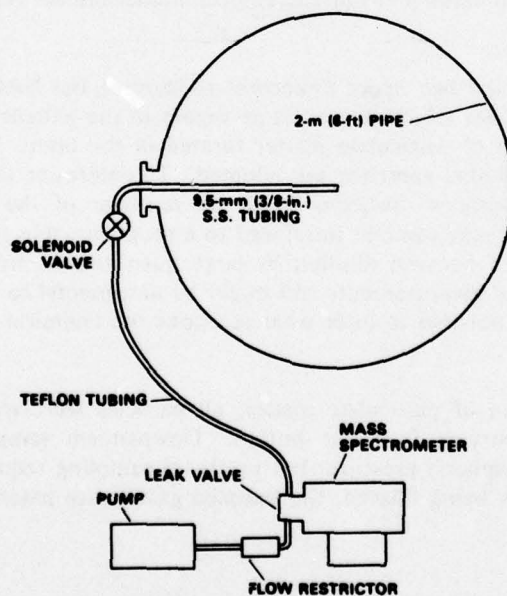 2-m (6-ft) PIPE
9.5-mm (3/8-in.)
S.S. TUBING
SOLENOID
VALVE
TEFLON TUBING
MASS
SPECTROMETER
LEAK VALVE
PUMP
FLOW RESTRICTOR